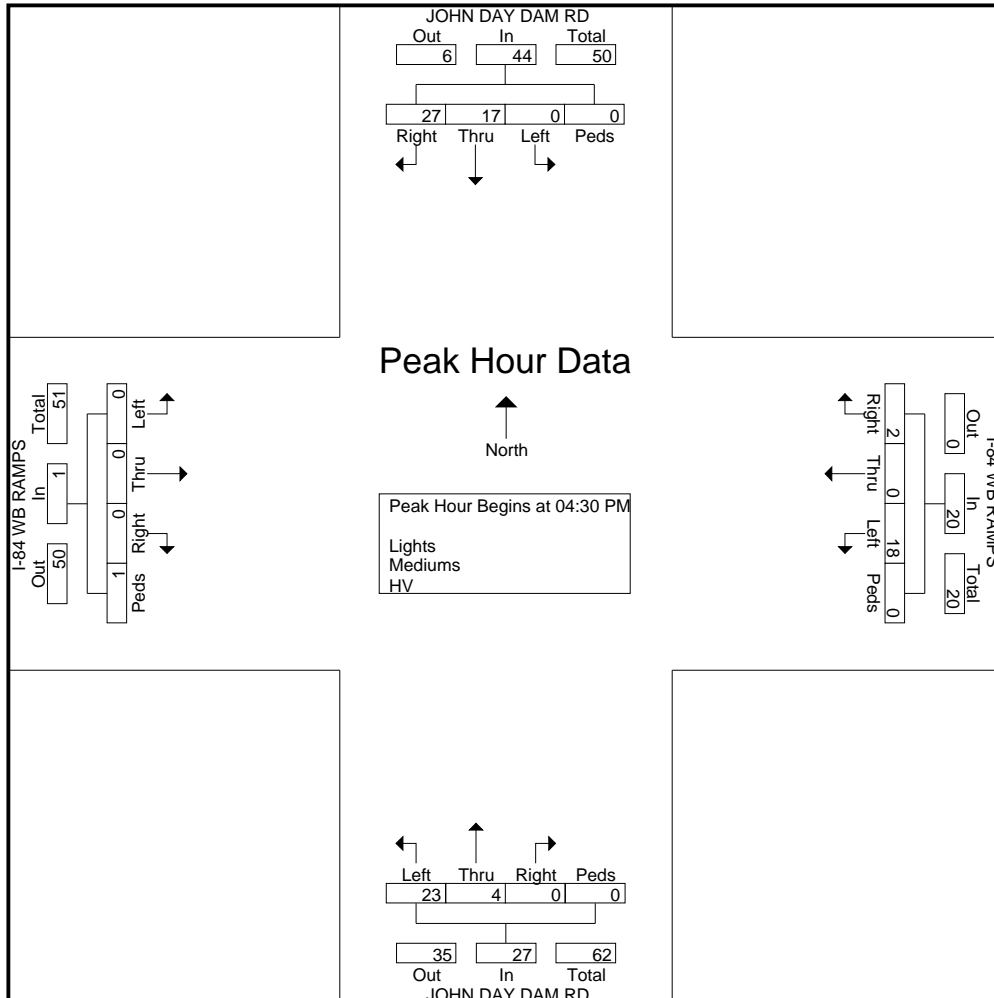 JOHN DAY DAM RD
Out In Total
6 44 50
27 17 0 0
Right Thru Left Peds
Peak Hour Data
North
Peak Hour Begins at 04:30 PM
Lights
Mediums
HV
I-84 WB RAMPS
Total In Out
51 1 50
0 0 0 1
Left Thru Right Peds
Right Thru Left Peds
2 0 18 0
Out In Total
0 20 20
I-84 WB RAMPS
Left Thru Right Peds
23 4 0 0
35 27 62
Out In Total
JOHN DAY DAM RD